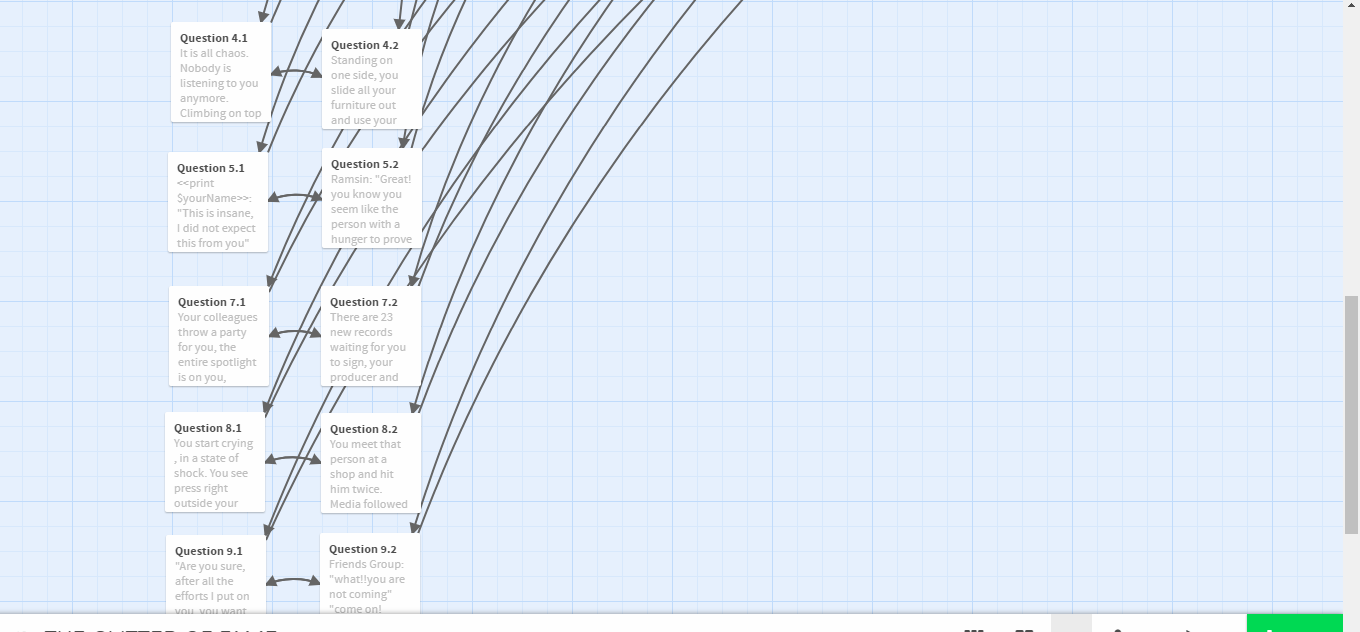 Question 4.1
It is all chaos.
Nobody is
listening to you
anymore.
Climbing on top
Question 4.2
Standing on
one side, you
slide all your
furniture out
and use your
Question 5.1
<<print
$yourName>>:
"This is insane,
I did not expect
this from you"
Question 5.2
Ramsin: "Great!
you know you
seem like the
person with a
hunger to prove
Question 7.1
Your colleagues
throw a party
for you, the
entire spotlight
is on you,
Question 7.2
There are 23
new records
waiting for you
to sign, your
producer and
Question 8.1
You start crying
, in a state of
shock. You see
press right
outside your
Question 8.2
You meet that
person at a
shop and hit
him twice.
Media followed
Question 9.1
"Are you sure,
after all the
efforts I put on
you, you want
Question 9.2
Friends Group:
"what!!you are
not coming"
"come on!